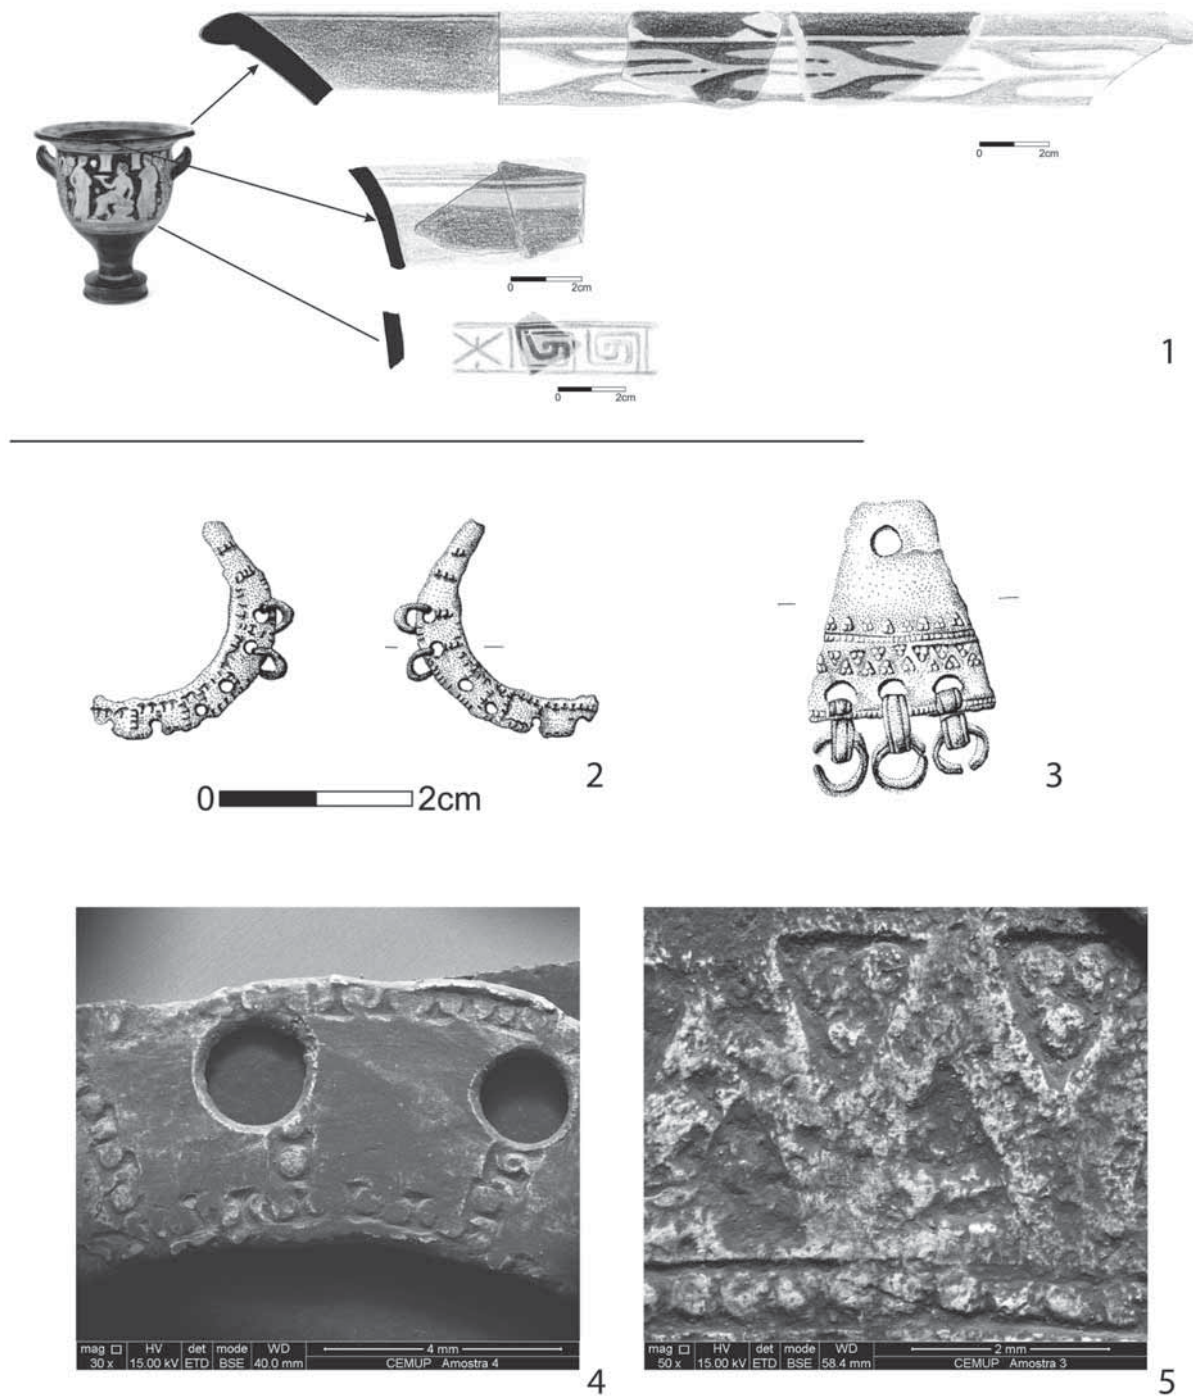 0 2cm
0 2cm
0 2cm
1
2
0 2cm
3
mag HV det mode WD 4 mm
30 x 15.00 kV ETD BSE 40.0 mm CEMUP Amostra 4
4
mag HV det mode WD 2 mm
50 x 15.00 kV ETD BSE 58.4 mm CEMUP Amostra 3
5